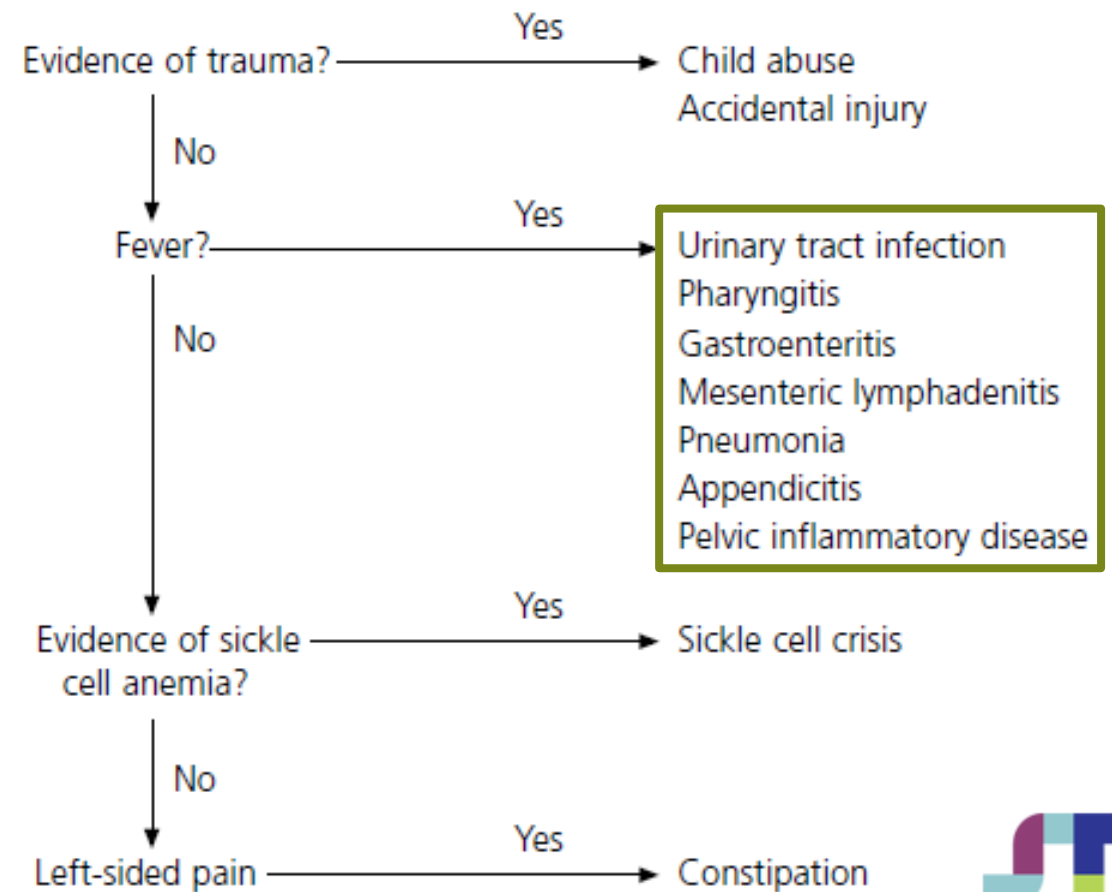 Yes
Evidence of trauma?
Child abuse
Accidental injury
No
Yes
Fever?
Urinary tract infection
Pharyngitis
Gastroenteritis
Mesenteric lymphadenitis
Pneumonia
Appendicitis
Pelvic inflammatory disease
No
Yes
Evidence of sickle
cell anemia?
Sickle cell crisis
No
Yes
Left-sided pain
Constipation